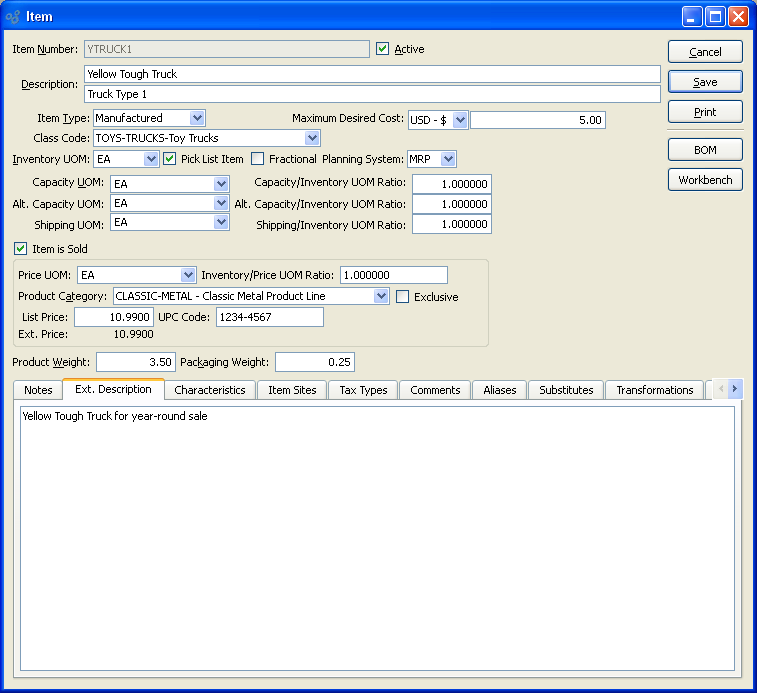 Item
Item Number: YTRUCK1 Active
Cancel
Description: Yellow Tough Truck
Truck Type 1
Save
Print
Item Type: Manufactured Maximum Desired Cost: USD - $ 5.00
Class Code: TOYS-TRUCKS-Toy Trucks
BOM
Inventory UOM: EA Pick List Item Fractional Planning System: MRP
Workbench
Capacity UOM: EA Capacity/Inventory UOM Ratio: 1.000000
Alt. Capacity UOM: EA Alt. Capacity/Inventory UOM Ratio: 1.000000
Shipping UOM: EA Shipping/Inventory UOM Ratio: 1.000000
Item is Sold
Price UOM: EA Inventory/Price UOM Ratio: 1.000000
Product Category: CLASSIC-METAL - Classic Metal Product Line Exclusive
List Price: 10.9900 UPC Code: 1234-4567
Ext. Price: 10.9900
Product Weight: 3.50 Packaging Weight: 0.25
Notes Ext. Description Characteristics Item Sites Tax Types Comments Aliases Substitutes Transformations
Yellow Tough Truck for year-round sale